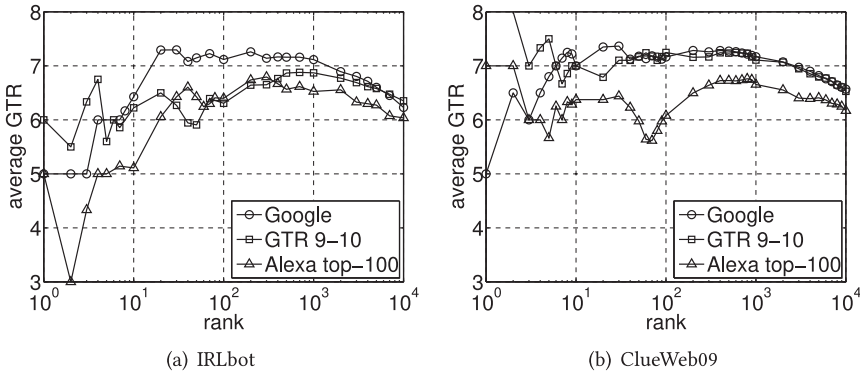 8
7
6
5
4
3
average GTR
10^0
10^1
10^2
10^3
10^4
rank
Google
GTR 9-10
Alexa top-100
(a) IRLbot
8
7
6
5
4
3
average GTR
10^0
10^1
10^2
10^3
10^4
rank
Google
GTR 9-10
Alexa top-100
(b) ClueWeb09